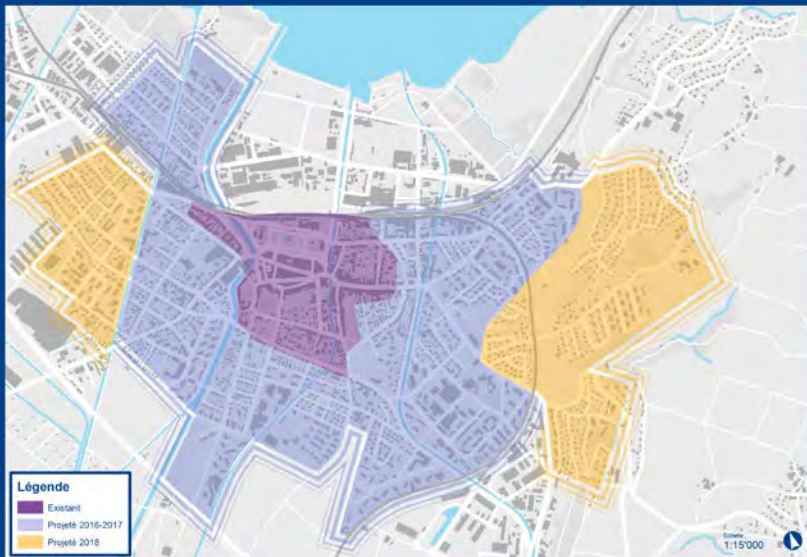 Légende
Existant
Projeté 2016-2017
Projeté 2018
Echelle
1:15'000